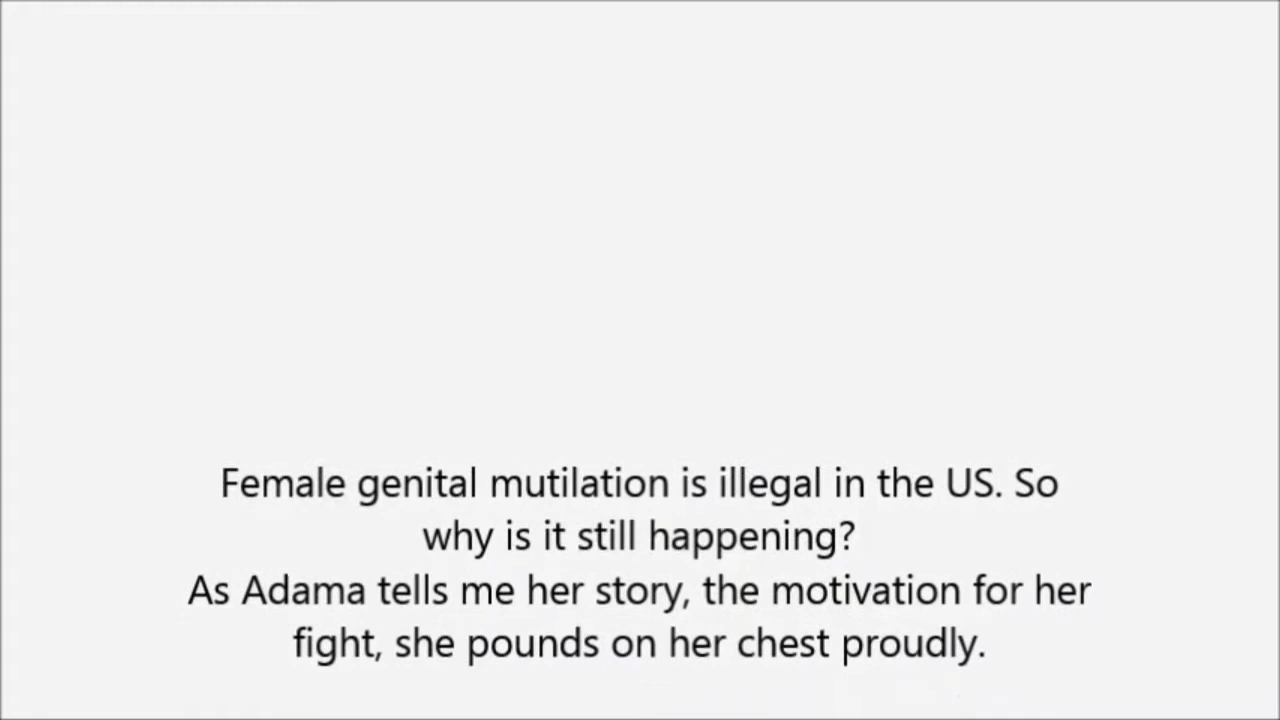 Female genital mutilation is illegal in the US. So
why is it still happening?
As Adama tells me her story, the motivation for her
fight, she pounds on her chest proudly.